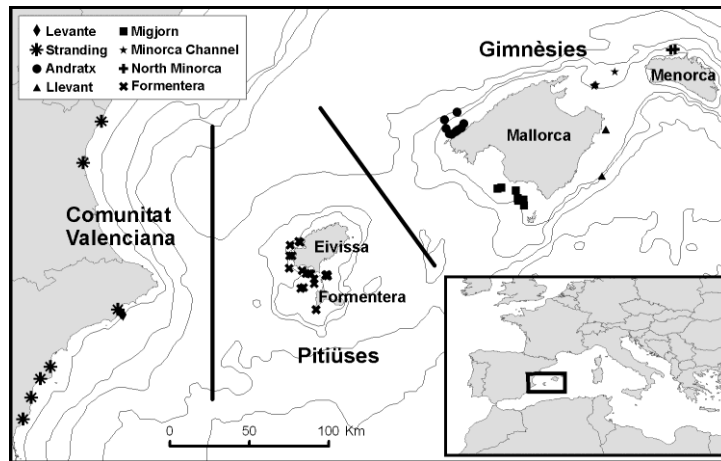 Levante
Stranding
Andratx
Llevant
Migjorn
Minorca Channel
North Minorca
Formentera
Gimnèsies
Menorca
Mallorca
Comunitat
Valenciana
Eivissa
Formentera
Pitiüses
0 50 100 Km